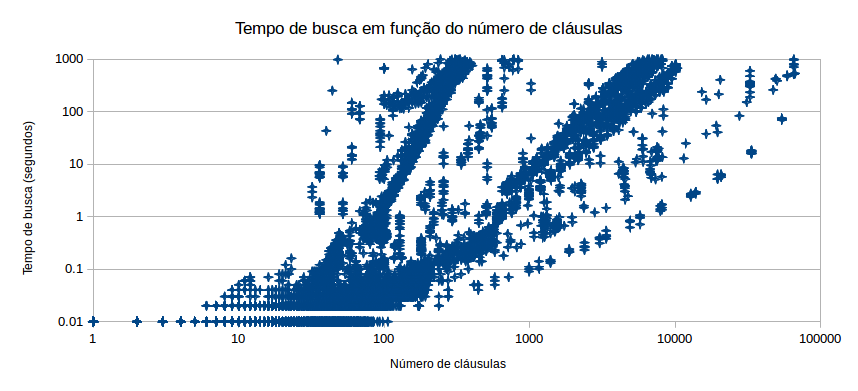 Tempo de busca em função do número de cláusulas
Tempo de busca (segundos)
1000
100
10
1
0.1
0.01
1 10 100 1000 10000 100000
Número de cláusulas